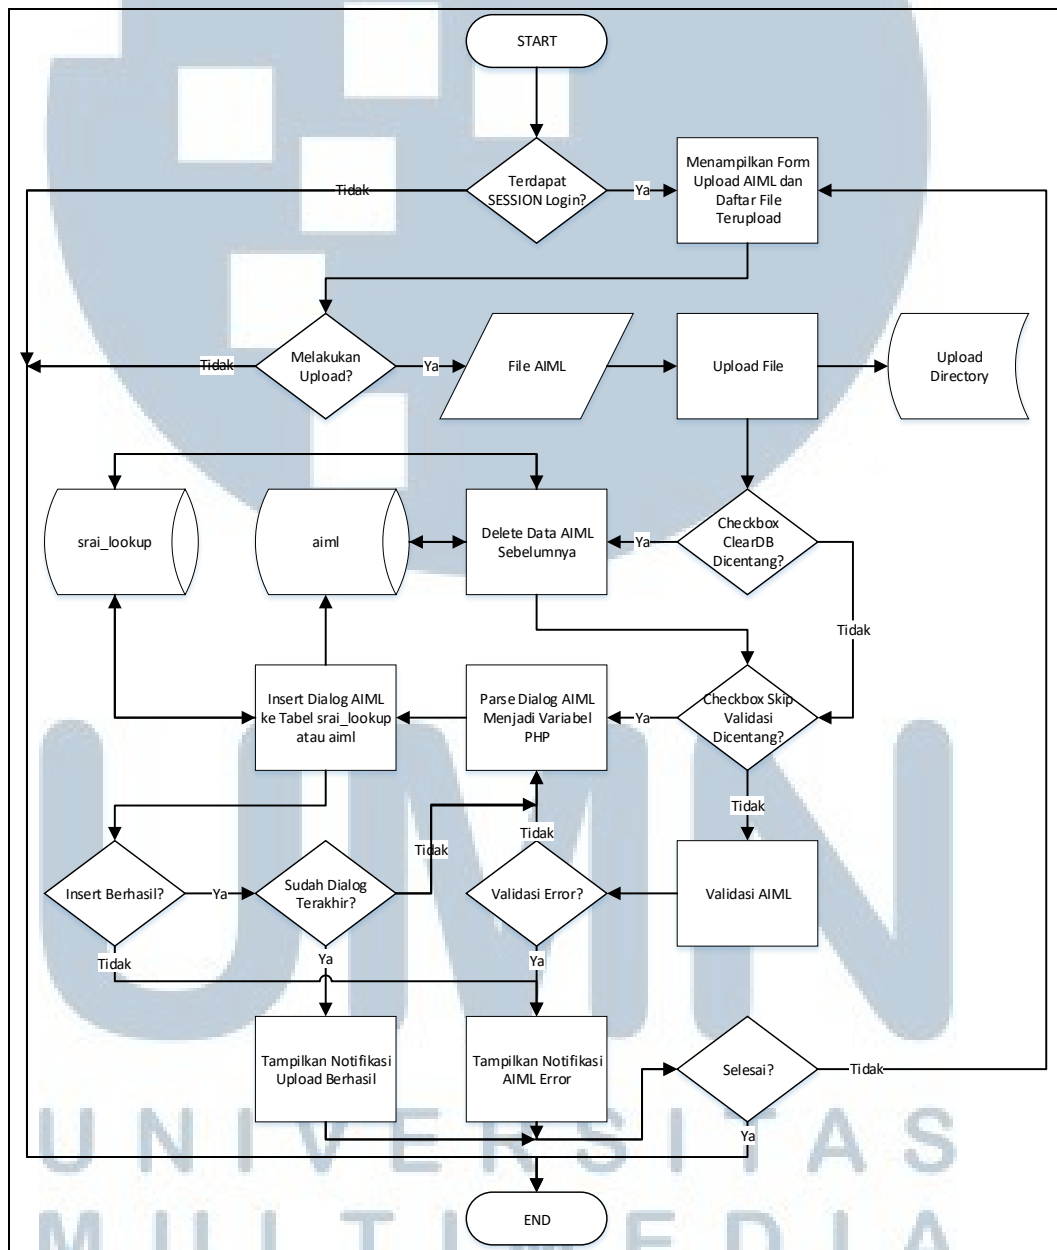 START
Terdapat
SESSION Login?
Tidak
Ya
Menampilkan Form
Upload AIML dan
Daftar File
Terupload
Melakukan
Upload?
Tidak
Ya
File AIML
Upload File
Upload
Directory
srai_lookup
aiml
Delete Data AIML
Sebelumnya
Ya
Checkbox
ClearDB
Dicentang?
Tidak
Insert Dialog AIML
ke Tabel srai_lookup
atau aiml
Parse Dialog AIML
Menjadi Variabel
PHP
Ya
Checkbox Skip
Validasi
Dicentang?
Tidak
Tidak
Tidak
Insert Berhasil?
Ya
Sudah Dialog
Terakhir?
Validasi Error?
Validasi AIML
Tidak
Ya
Ya
Tampilkan Notifikasi
Upload Berhasil
Tampilkan Notifikasi
AIML Error
Selesai?
Tidak
Ya
END
UMN
UNIVERSITAS
MULTIMEDIA